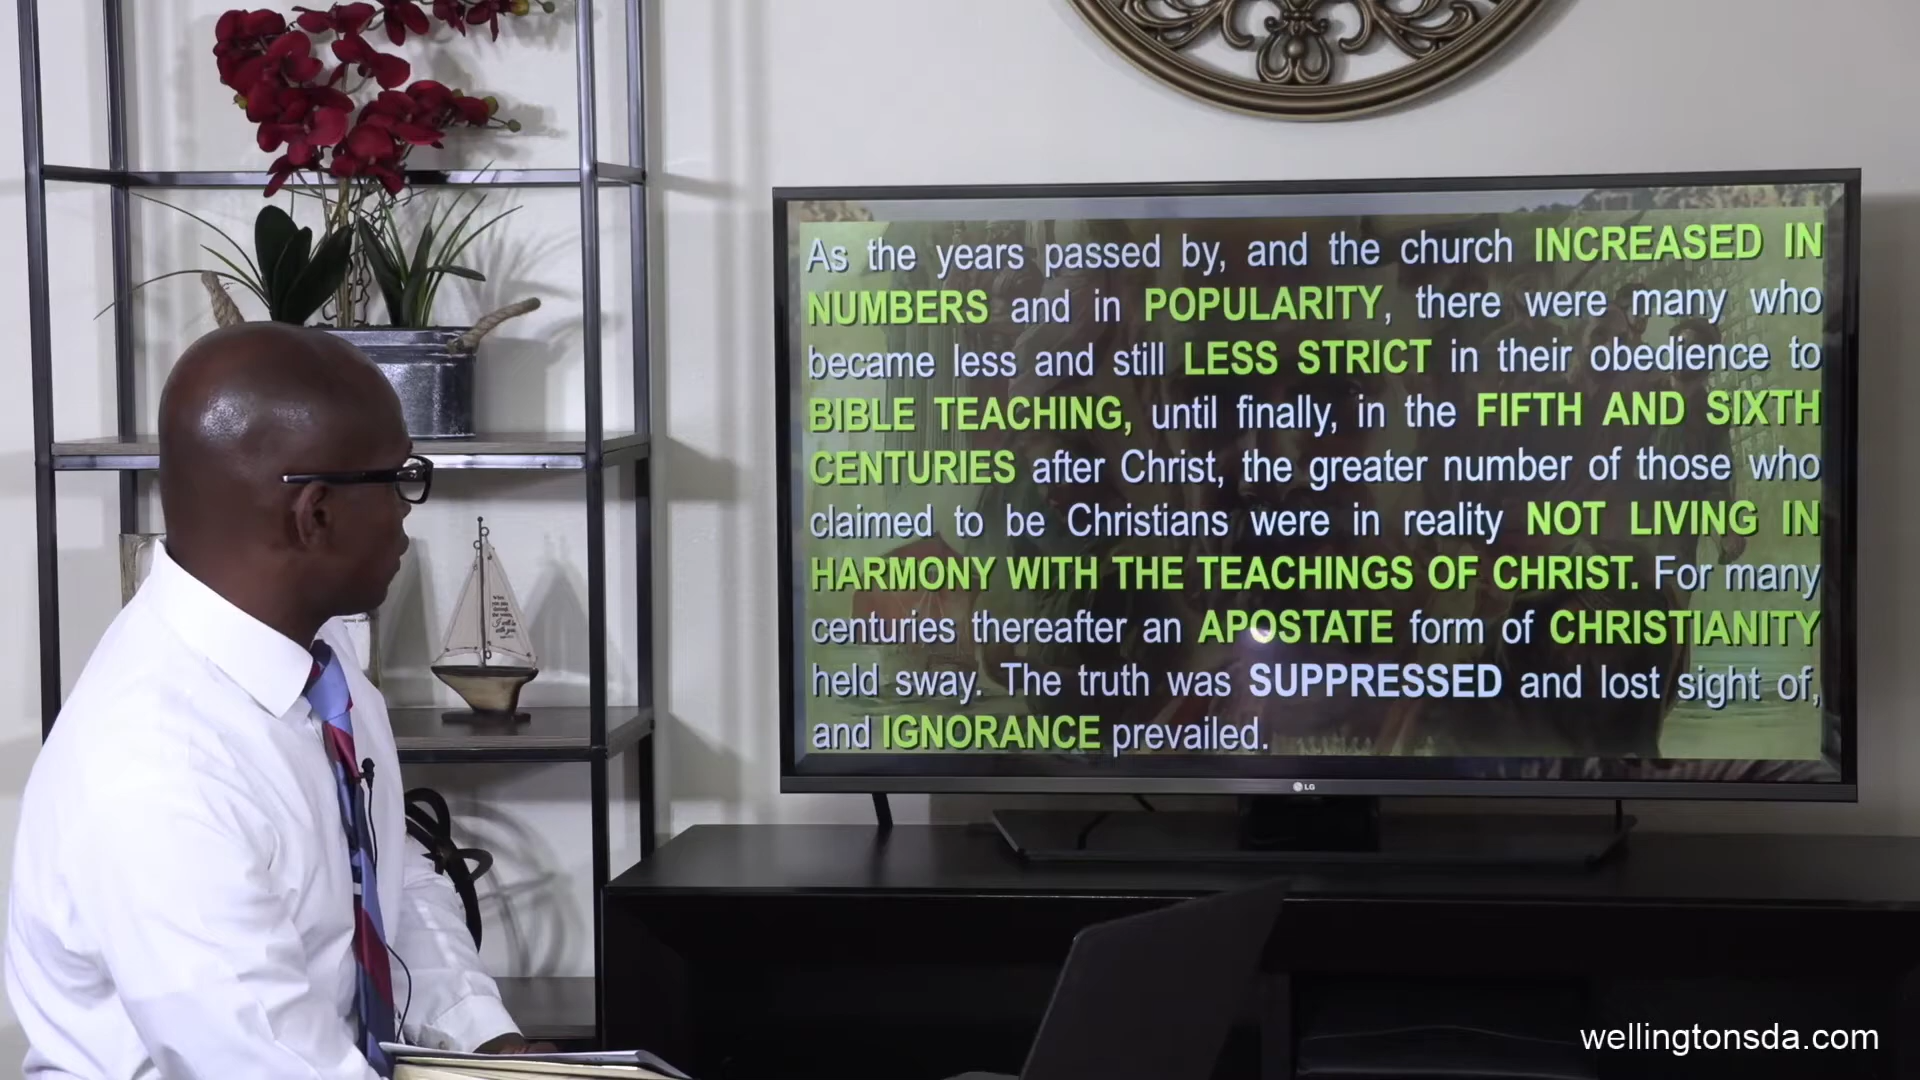 As the years passed by, and the church INCREASED IN
NUMBERS and in POPULARITY, there were many who
became less and still LESS STRICT in their obedience to
BIBLE TEACHING, until finally, in the FIFTH AND SIXTH
CENTURIES after Christ, the greater number of those who
claimed to be Christians were in reality NOT LIVING IN
HARMONY WITH THE TEACHINGS OF CHRIST. For many
centuries thereafter an APOSTATE form of CHRISTIANITY
held sway. The truth was SUPPRESSED and lost sight of,
and IGNORANCE prevailed.
LG
wellingtonsda.com